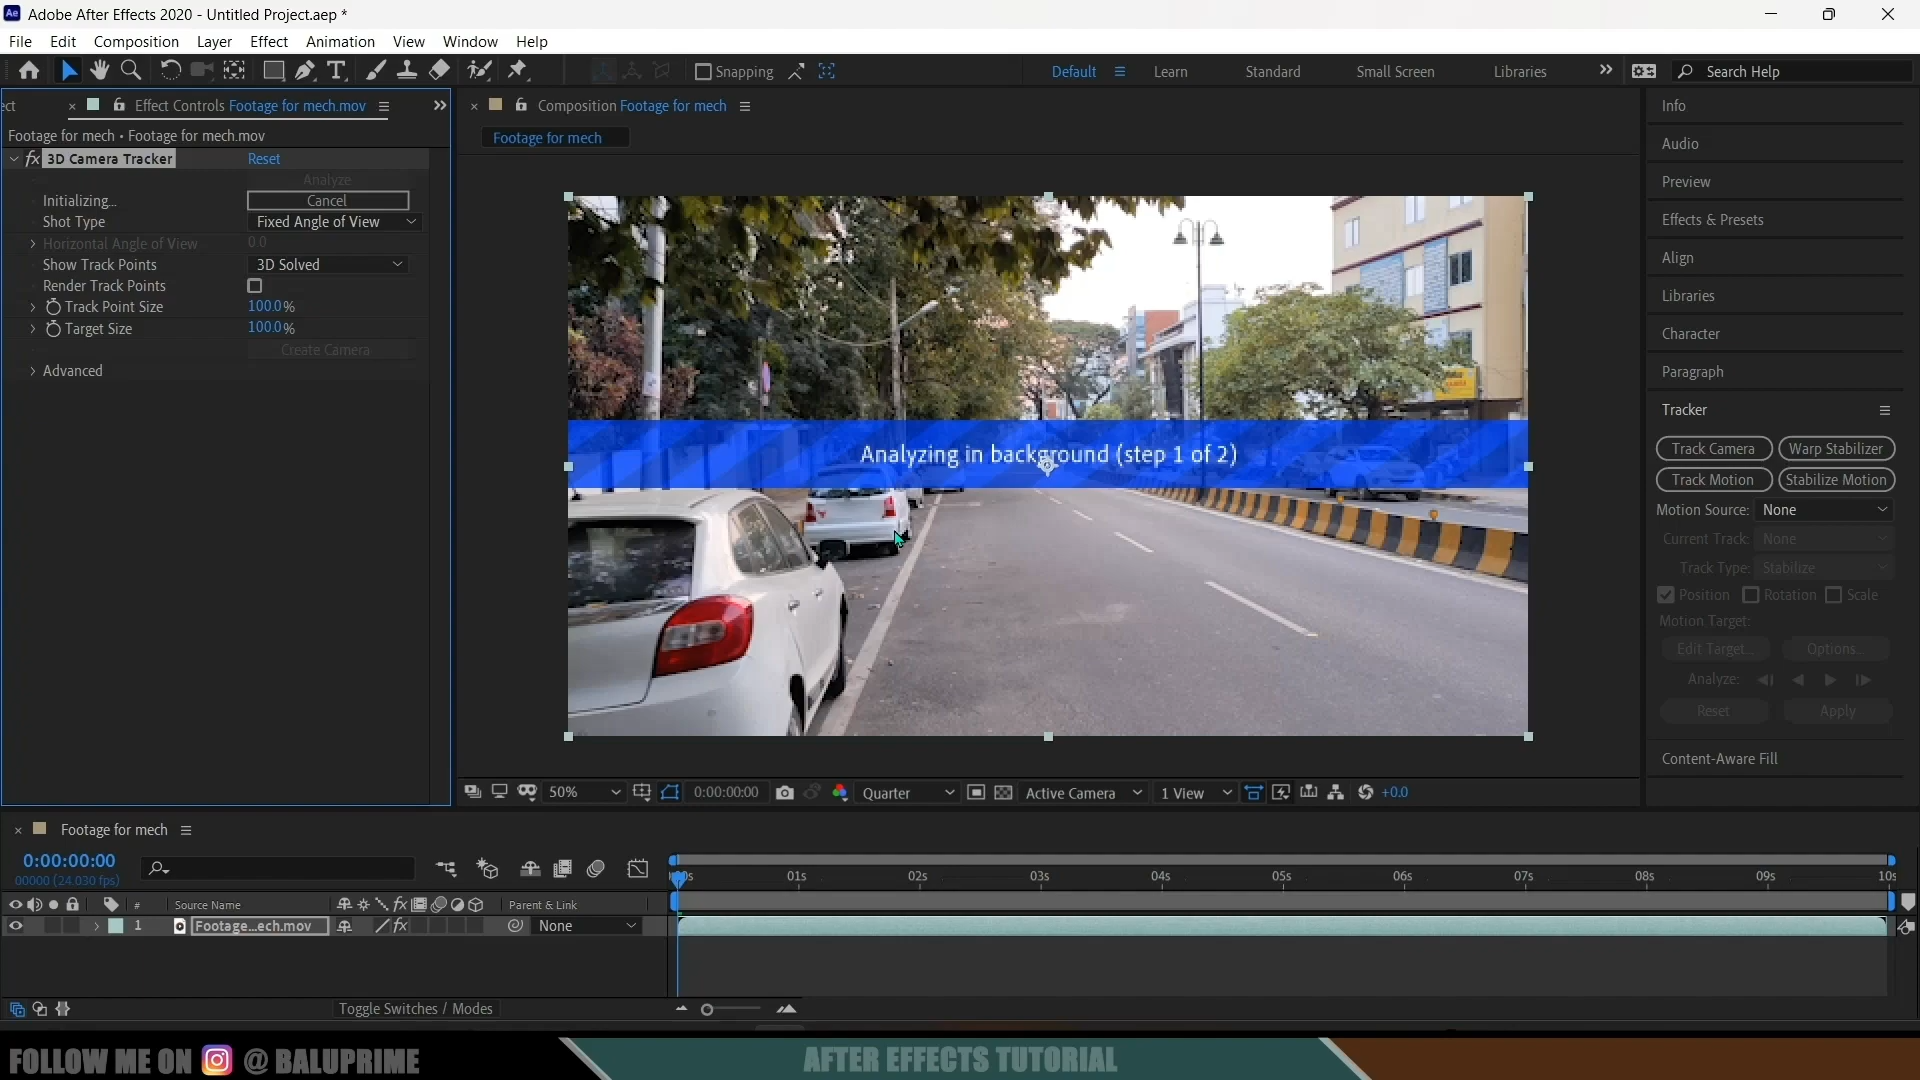 Adobe After Effects 2020 - Untitled Project.aep *
File Edit Composition Layer Effect Animation View Window Help
Snapping
Default Learn Standard Small Screen Libraries
Search Help
ect
Effect Controls Footage for mech.mov
Footage for mech • Footage for mech.mov
fx 3D Camera Tracker Reset
Analyze
Initializing... Cancel
Shot Type Fixed Angle of View
Horizontal Angle of View 0.0
Show Track Points 3D Solved
Render Track Points
Track Point Size 100.0%
Target Size 100.0%
Create Camera
Advanced
Composition Footage for mech
Footage for mech
Analyzing in background (step 1 of 2)
50% 0:00:00:00 Quarter Active Camera 1 View +0.0
Info
Audio
Preview
Effects & Presets
Align
Libraries
Character
Paragraph
Tracker
Track Camera Warp Stabilizer
Track Motion Stabilize Motion
Motion Source: None
Current Track: None
Track Type: Stabilize
Position Rotation Scale
Motion Target:
Edit Target... Options...
Analyze:
Reset Apply
Content-Aware Fill
Footage for mech
0:00:00:00
00000 (24.030 fps)
01s 02s 03s 04s 05s 06s 07s 08s 09s 10s
# Source Name fx Parent & Link
1 Footage...ech.mov fx None
Toggle Switches / Modes
FOLLOW ME ON @ BALUPRIME
AFTER EFFECTS TUTORIAL